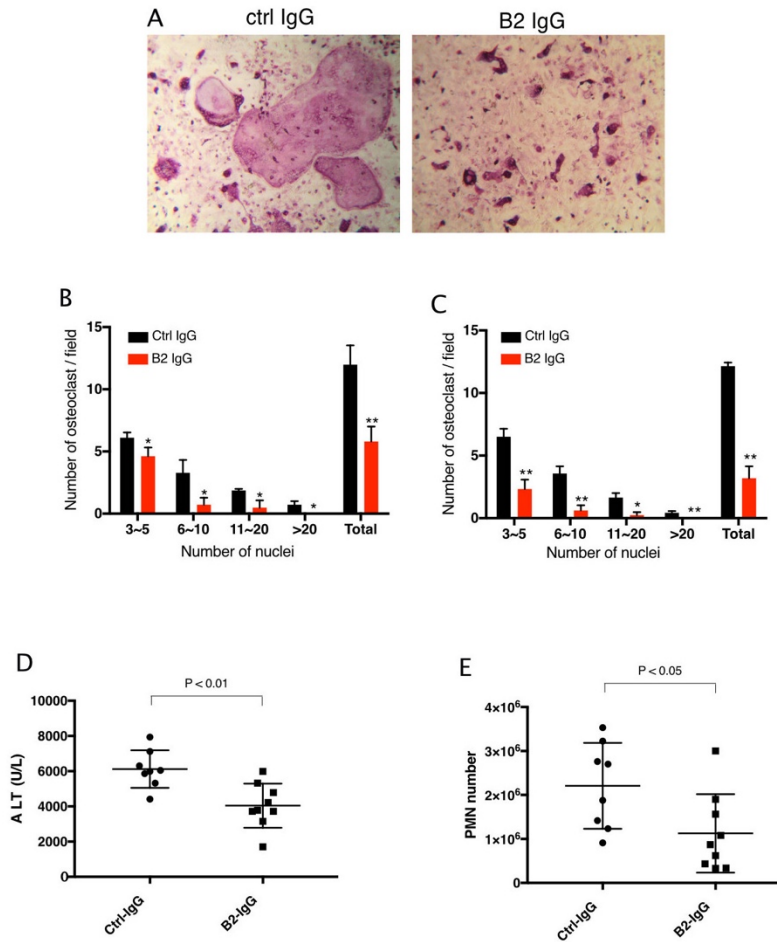 A
ctrl IgG
B2 IgG
B
Number of osteoclast / field
15
10
5
0
Ctrl IgG
B2 IgG
*
*
*
*
**
3~5
6~10
11~20
>20
Total
Number of nuclei
C
Number of osteoclast / field
15
10
5
0
Ctrl IgG
B2 IgG
**
**
*
**
**
3~5
6~10
11~20
>20
Total
Number of nuclei
D
P < 0.01
ALT (U/L)
10000
8000
6000
4000
2000
0
Ctrl-IgG
B2-IgG
E
P < 0.05
PMN number
4×10⁶
3×10⁶
2×10⁶
1×10⁶
0
Ctrl-IgG
B2-IgG